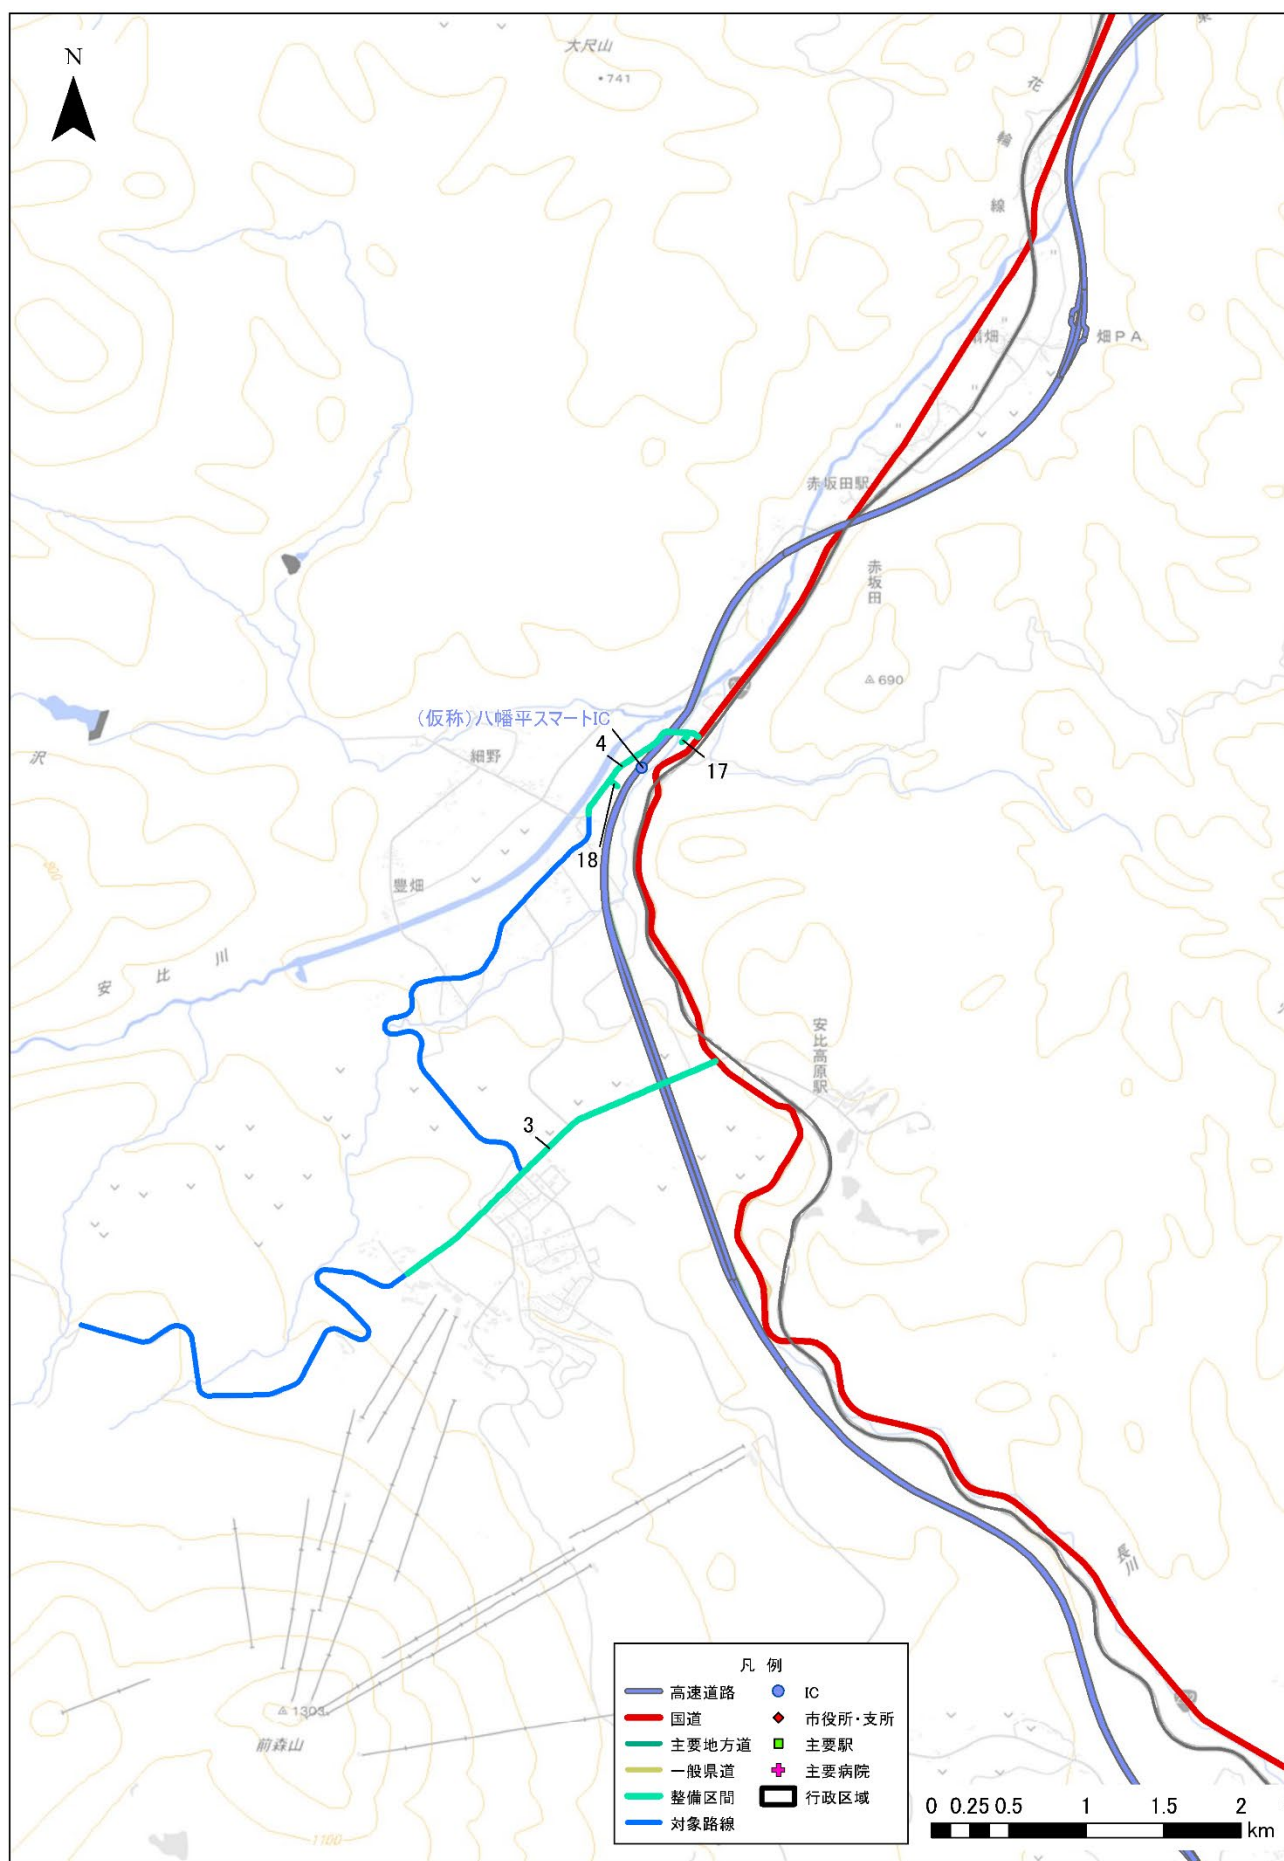 N
大尺山
・741
東
花
輪
線
畑
畑PA
赤坂田駅
赤坂田
690
(仮称)八幡平スマートIC
4
17
細野
沢
18
800
豊畑
安比川
安比高原駅
3
長川
1303
前森山
1100
凡 例
高速道路
IC
国道
市役所・支所
主要地方道
主要駅
一般県道
主要病院
整備区間
行政区域
対象路線
0 0.25 0.5 1 1.5 2
km